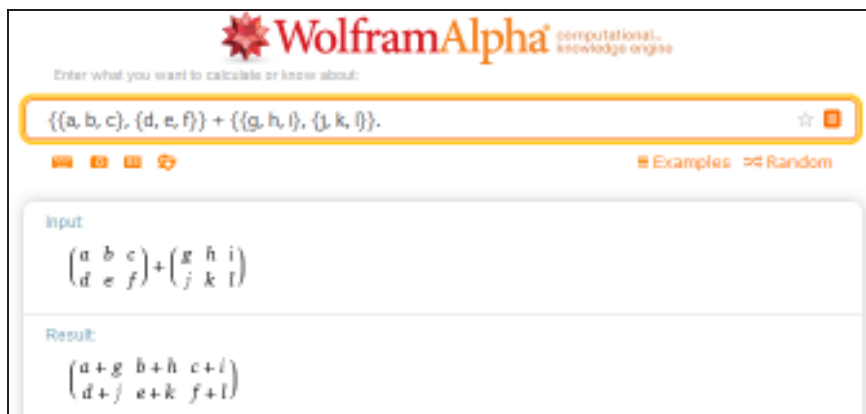 WolframAlpha computational.. knowledge engine
Enter what you want to calculate or know about:
{{a, b, c}, {d, e, f}} + {{g, h, i}, {j, k, l}}.
Examples Random
Input
(a b c
d e f)+(g h i
j k l)
Result:
(a+g b+h c+i
d+j e+k f+l)